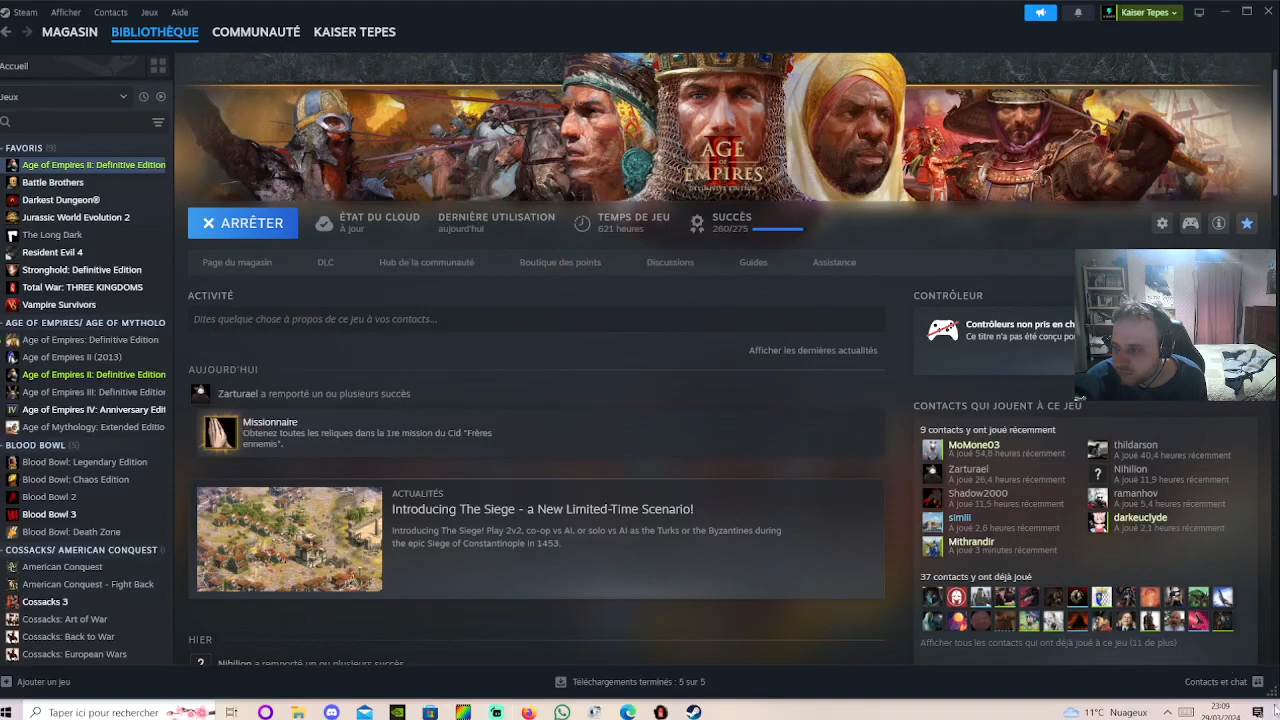 Steam Afficher Contacts Jeux Aide
Kaiser Tepes
MAGASIN BIBLIOTHÈQUE COMMUNAUTÉ KAISER TEPES
Accueil
Jeux
FAVORIS (9)
Age of Empires II: Definitive Edition
Battle Brothers
Darkest Dungeon®
Jurassic World Evolution 2
The Long Dark
Resident Evil 4
Stronghold: Definitive Edition
Total War: THREE KINGDOMS
Vampire Survivors
AGE OF EMPIRES/ AGE OF MYTHOLO
Age of Empires: Definitive Edition
Age of Empires II (2013)
Age of Empires II: Definitive Edition
Age of Empires III: Definitive Edition
Age of Empires IV: Anniversary Edit
Age of Mythology: Extended Editio
BLOOD BOWL (5)
Blood Bowl: Legendary Edition
Blood Bowl: Chaos Edition
Blood Bowl 2
Blood Bowl 3
Blood Bowl: Death Zone
COSSACKS/ AMERICAN CONQUEST
American Conquest
American Conquest - Fight Back
Cossacks 3
Cossacks: Art of War
Cossacks: Back to War
Cossacks: European Wars
AGE
OF
EMPIRES
DEFINITIVE EDITION
ARRÊTER
ÉTAT DU CLOUD
À jour
DERNIÈRE UTILISATION
aujourd'hui
TEMPS DE JEU
621 heures
SUCCÈS
260/275
Page du magasin DLC Hub de la communauté Boutique des points Discussions Guides Assistance
ACTIVITÉ
Dites quelque chose à propos de ce jeu à vos contacts...
Afficher les dernières actualités
AUJOURD'HUI
Zarturael a remporté un ou plusieurs succès
Missionnaire
Obtenez toutes les reliques dans la 1re mission du Cid "Frères
ennemis".
ACTUALITÉS
Introducing The Siege - a New Limited-Time Scenario!
Introducing The Siege! Play 2v2, co-op vs AI, or solo vs AI as the Turks or the Byzantines during
the epic Siege of Constantinople in 1453.
HIER
Nihilion a remporté un ou plusieurs succès
CONTRÔLEUR
Contrôleurs non pris en ch
Ce titre n'a pas été conçu po
CONTACTS QUI JOUENT À CE JEU
9 contacts y ont joué récemment
MoMone03
A joué 54,8 heures récemment
thildarson
A joué 40,4 heures récemment
Zarturael
A joué 26,4 heures récemment
Nihilion
A joué 11,9 heures récemment
Shadow2000
A joué 11,5 heures récemment
ramanhov
A joué 5,4 heures récemment
simiii
A joué 2,6 heures récemment
darkeuclyde
A joué 2,1 heures récemment
Mithrandir
A joué 3 minutes récemment
37 contacts y ont déjà joué
Afficher tous les contacts qui ont déjà joué à ce jeu (11 de plus)
Ajouter un jeu
Téléchargements terminés : 5 sur 5
Contacts et chat
Taper ici pour rechercher
11°C Nuageux
23:09
29/03/2024